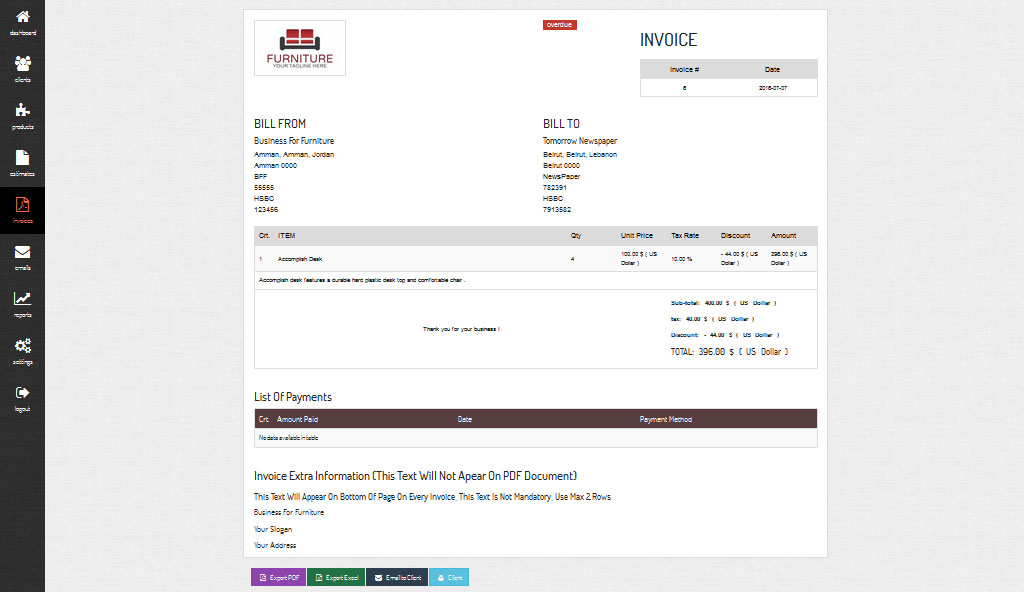 dashboard
clients
products
estimates
invoices
emails
reports
settings
logout
FURNITURE
YOUR TAGLINE HERE
overdue
INVOICE
Invoice # Date
6 2016-07-07
BILL FROM
Business For Furniture
Amman, Amman, Jordan
Amman 0000
BFF
55555
HSBC
123456
BILL TO
Tomorrow Newspaper
Beirut, Beirut, Lebanon
Beirut 0000
NewsPaper
782391
HSBC
7913582
Crt. ITEM Qty Unit Price Tax Rate Discount Amount
1 Accomplish Desk 4 100.00 $ ( US Dollar ) 10.00 % - 44.00 $ ( US Dollar ) 396.00 $ ( US Dollar )
Accomplish desk features a durable hard plastic desk top and comfortable chair .
Thank you for your business !
Sub-total: 400.00 $ ( US Dollar )
tax: 40.00 $ ( US Dollar )
Discount: - 44.00 $ ( US Dollar )
TOTAL: 396.00 $ ( US Dollar )
List Of Payments
Crt. Amount Paid Date Payment Method
No data available in table
Invoice Extra Information (This Text Will Not Apear On PDF Document)
This Text Will Appear On Bottom Of Page On Every Invoice, This Text Is Not Mandatory, Use Max 2 Rows
Business For Furniture
Your Slogan
Your Address
Export PDF
Export Excel
Email to Client
Client